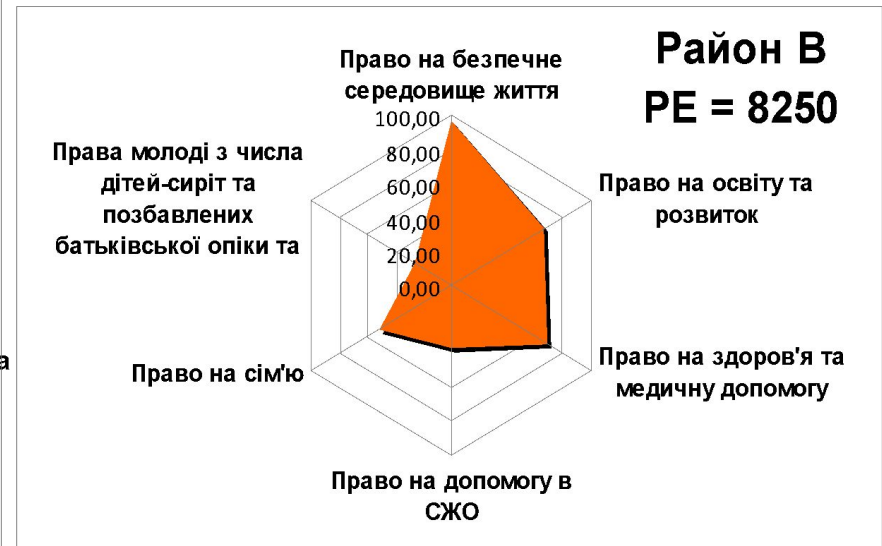 Район В
РЕ = 8250
Право на безпечне
середовище життя
100,00
80,00
60,00
40,00
20,00
0,00
Права молоді з числа
дітей-сиріт та
позбавлених
батьківської опіки та
Право на освіту та
розвиток
Право на здоров'я та
медичну допомогу
Право на сім'ю
Право на допомогу в
СЖО
а